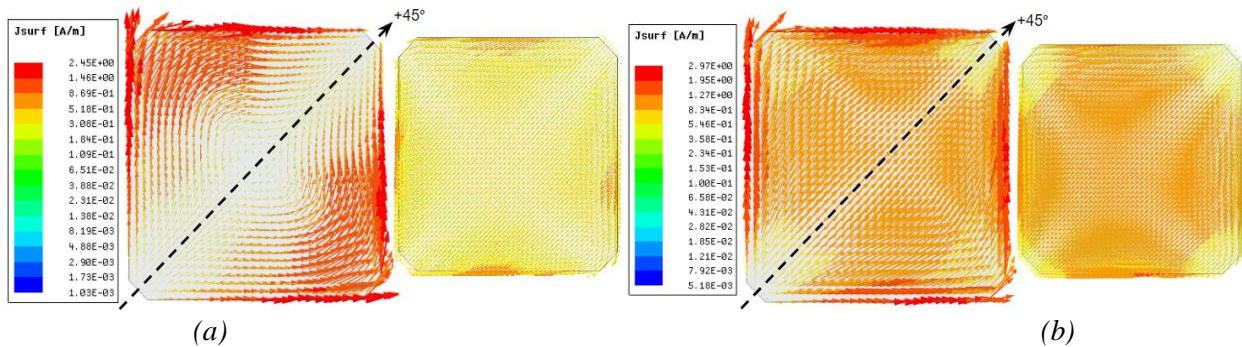 Jsurf [A/m]
2.45E+00
1.46E+00
8.69E-01
5.18E-01
3.08E-01
1.84E-01
1.09E-01
6.51E-02
3.88E-02
2.31E-02
1.38E-02
8.19E-03
4.88E-03
2.90E-03
1.73E-03
1.03E-03
+45°
(a)
Jsurf [A/m]
2.97E+00
1.95E+00
1.27E+00
8.34E-01
5.46E-01
3.58E-01
2.34E-01
1.53E-01
1.00E-01
6.58E-02
4.31E-02
2.82E-02
1.85E-02
1.21E-02
7.92E-03
5.18E-03
+45°
(b)